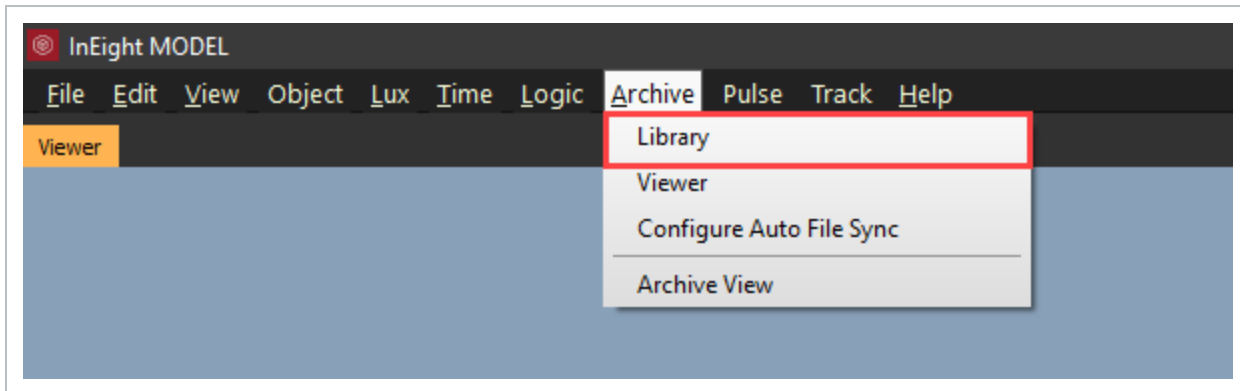 InEight MODEL
File Edit View Object Lux Time Logic Archive Pulse Track Help
Viewer
Library
Viewer
Configure Auto File Sync
Archive View